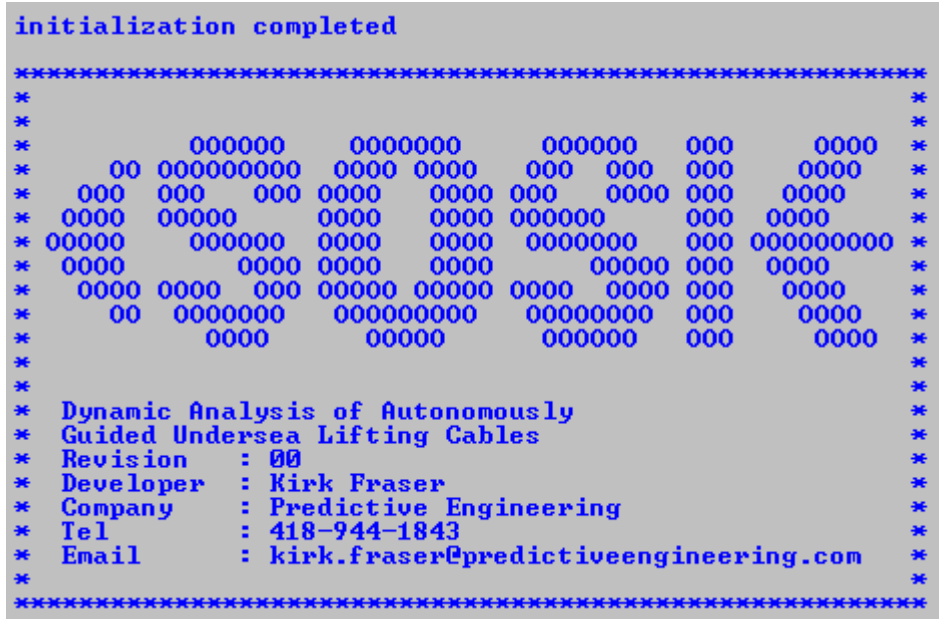 initialization completed
<SOSK
Dynamic Analysis of Autonomously
Guided Undersea Lifting Cables
Revision : 00
Developer : Kirk Fraser
Company : Predictive Engineering
Tel : 418-944-1843
Email : kirk.fraser@predictiveengineering.com